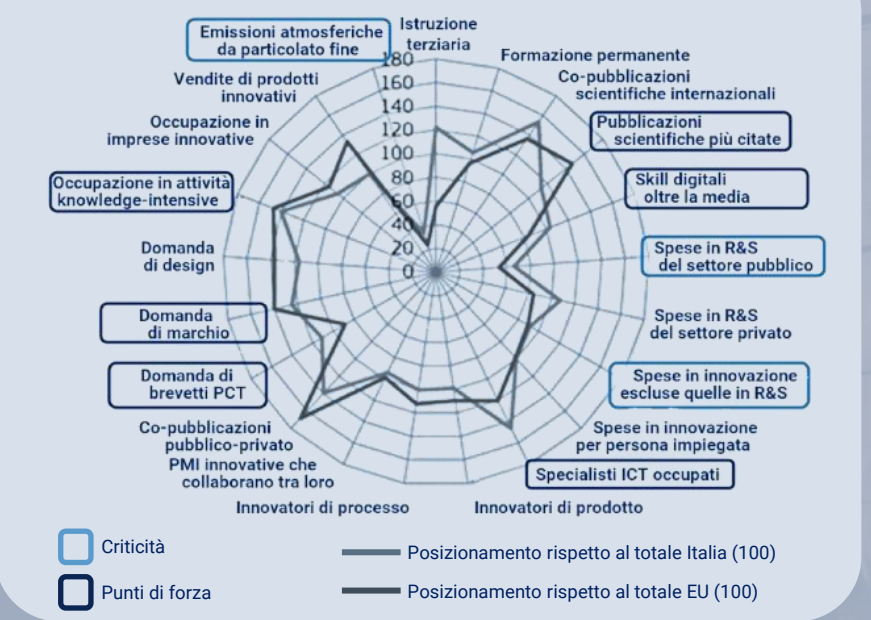 Istruzione
terziaria
Formazione permanente
Co-pubblicazioni
scientifiche internazionali
Pubblicazioni
scientifiche più citate
Skill digitali
oltre la media
Spese in R&S
del settore pubblico
Spese in R&S
del settore privato
Spese in innovazione
escluse quelle in R&S
Spese in innovazione
per persona impiegata
Specialisti ICT occupati
Innovatori di prodotto
Innovatori di processo
PMI innovative che
collaborano tra loro
Co-pubblicazioni
pubblico-privato
Domanda di
brevetti PCT
Domanda
di marchio
Domanda
di design
Occupazione in attività
knowledge-intensive
Occupazione in
imprese innovative
Vendite di prodotti
innovativi
Emissioni atmosferiche
da particolato fine
180
160
140
120
100
80
60
40
20
0
Criticità
Punti di forza
Posizionamento rispetto al totale Italia (100)
Posizionamento rispetto al totale EU (100)